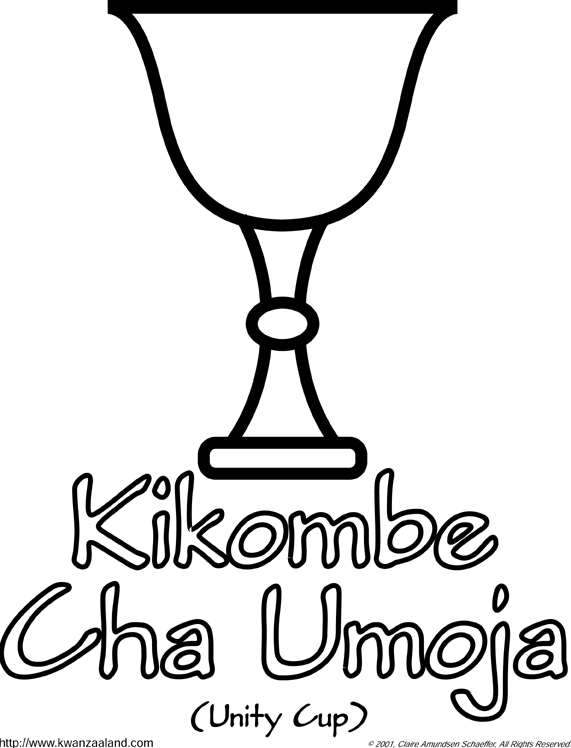 Kikombe
Cha Umoja
(Unity Cup)
http://www.kwanzaaland.com
© 2001, Claire Amundsen Schaeffer, All Rights Reserved.